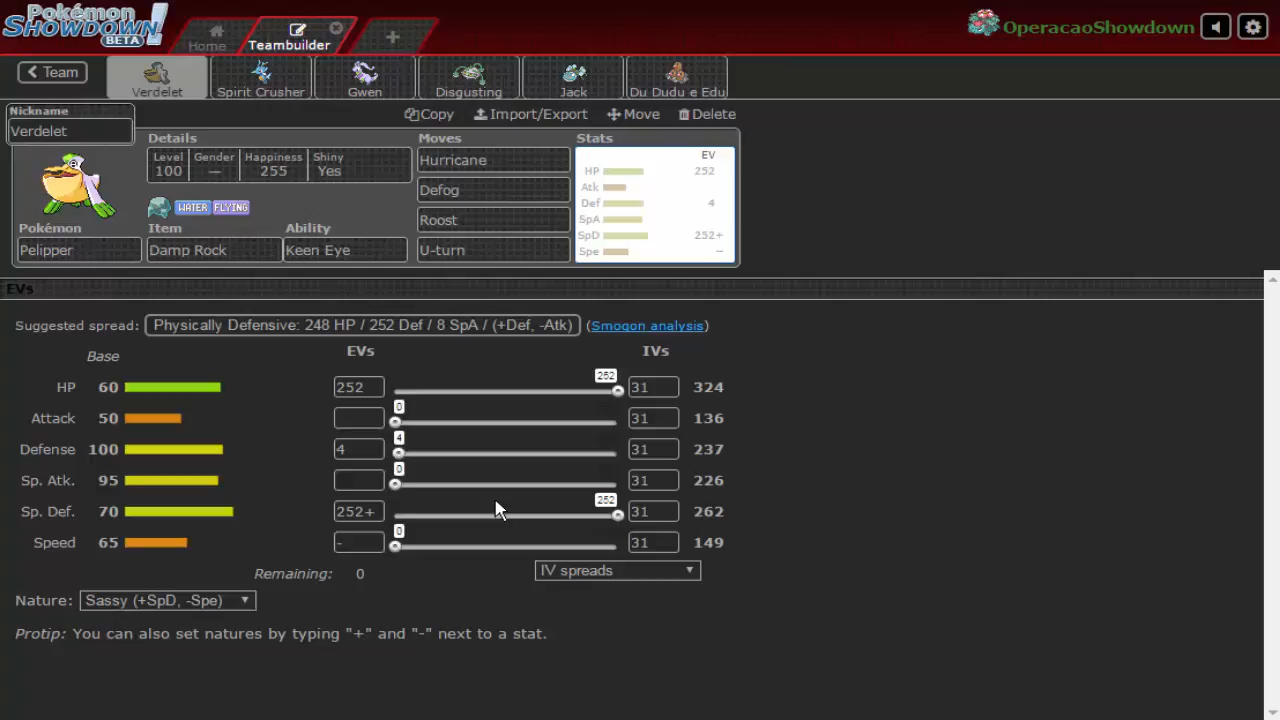 Pokémon
SHOWDOWN!
BETA
Home
Teambuilder
+
OperacaoShowdown
Team
Verdelet
Spirit Crusher
Gwen
Disgusting
Jack
Du Dudu e Edu
Nickname
Verdelet
Copy
Import/Export
Move
Delete
Details
Level
Gender
Happiness
Shiny
100
—
255
Yes
WATER
FLYING
Pokémon
Item
Ability
Pelipper
Damp Rock
Keen Eye
Moves
Hurricane
Defog
Roost
U-turn
Stats
EV
HP 252
Atk
Def 4
SpA
SpD 252+
Spe –
EVs
Suggested spread: Physically Defensive: 248 HP / 252 Def / 8 SpA / (+Def, -Atk) (Smogon analysis)
Base EVs IVs
HP 60 252 252 31 324
Attack 50 0 31 136
Defense 100 4 4 31 237
Sp. Atk. 95 0 31 226
Sp. Def. 70 252+ 252 31 262
Speed 65 - 0 31 149
Remaining: 0 IV spreads
Nature: Sassy (+SpD, -Spe)
Protip: You can also set natures by typing "+" and "-" next to a stat.